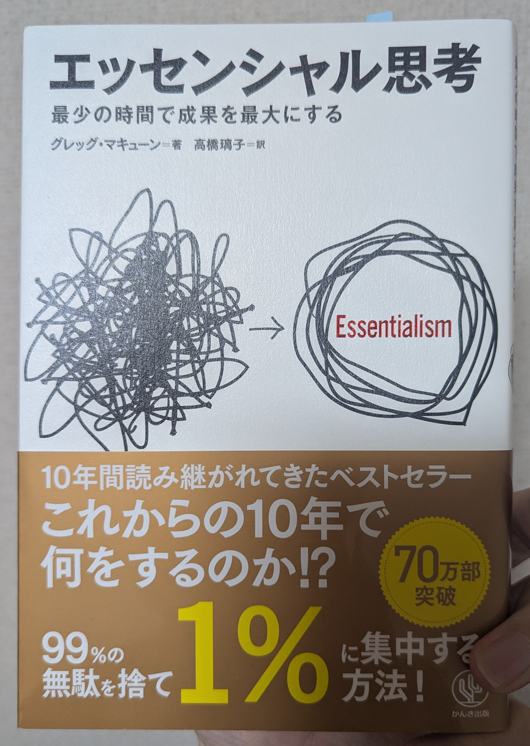 エッセンシャル思考
最少の時間で成果を最大にする
グレッグ・マキューン=著 高橋璃子=訳
Essentialism
10年間読み継がれてきたベストセラー
これからの10年で
何をするのか!?
70万部
突破
99%の
無駄を捨て
1%
に集中する
方法!
かんき出版